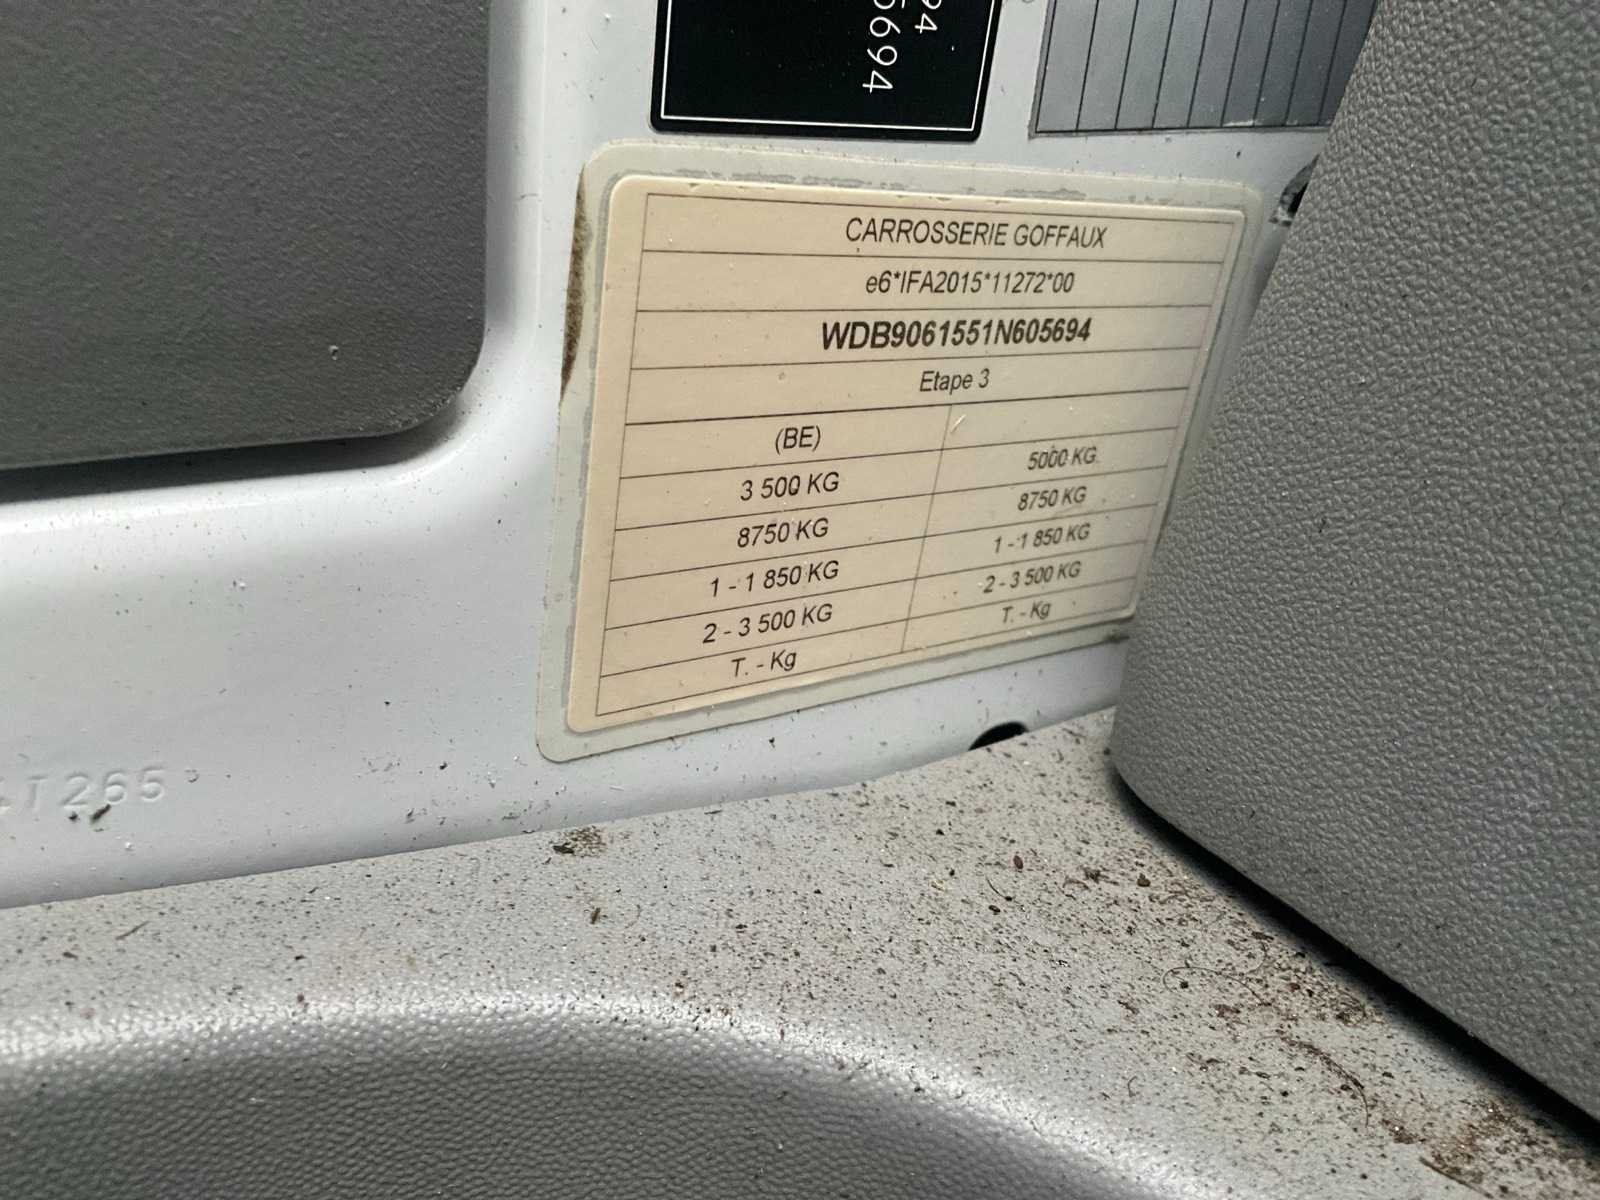 94
5694
CARROSSERIE GOFFAUX
e6*IFA2015*11272*00
WDB9061551N605694
Etape 3
(BE)
3 500 KG 5000 KG
8750 KG 8750 KG
1 - 1 850 KG 1 - 1 850 KG
2 - 3 500 KG 2 - 3 500 KG
T. - Kg T. - Kg
T265